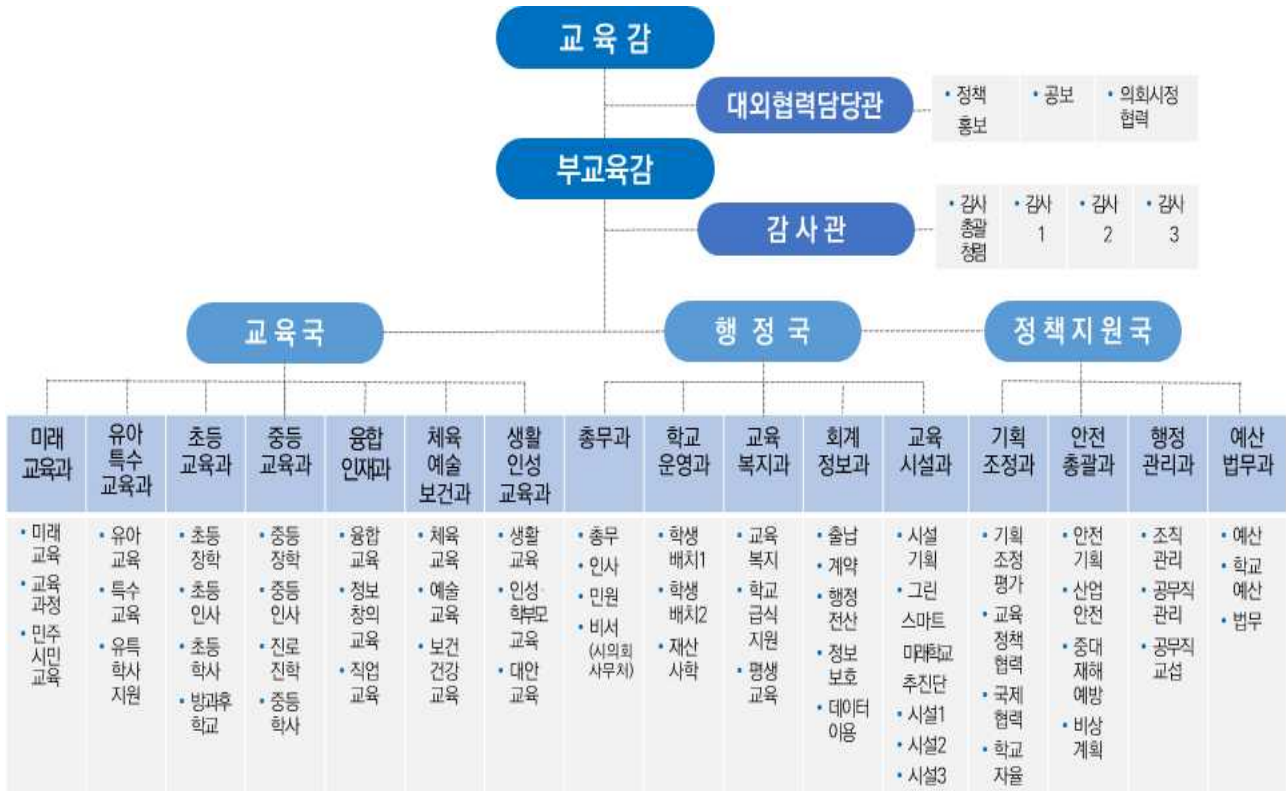 교육감
대외협력담당관
• 정책
홍보
• 공보
• 의회시정
협력
부교육감
감사관
• 감사
총괄
청렴
• 감사
1
• 감사
2
• 감사
3
교육국
행정국
정책지원국
미래
교육과
유아
특수
교육과
초등
교육과
중등
교육과
융합
인재과
체육
예술
보건과
생활
인성
교육과
총무과
학교
운영과
교육
복지과
회계
정보과
교육
시설과
기획
조정과
안전
총괄과
행정
관리과
예산
법무과
• 미래
교육
• 교육
과정
• 민주
시민
교육
• 유아
교육
• 특수
교육
• 유특
학사
지원
• 초등
장학
• 초등
인사
• 초등
학사
• 방과후
학교
• 중등
장학
• 중등
인사
• 진로
진학
• 중등
학사
• 융합
교육
• 정보
창의
교육
• 직업
교육
• 체육
교육
• 예술
교육
• 보건
건강
교육
• 생활
교육
• 인성·
학부모
교육
• 대안
교육
• 총무
• 인사
• 민원
• 비서
(시의회
사무처)
• 학생
배치1
• 학생
배치2
• 재산
사학
• 교육
복지
• 학교
급식
지원
• 평생
교육
• 출납
• 계약
• 행정
전산
• 정보
보호
• 데이터
이용
• 시설
기획
• 그린
스마트
미래학교
추진단
• 시설1
• 시설2
• 시설3
• 기획
조정
평가
• 교육
정책
협력
• 국제
협력
• 학교
자율
• 안전
기획
• 산업
안전
• 중대
재해
예방
• 비상
계획
• 조직
관리
• 공무직
관리
• 공무직
교섭
• 예산
• 학교
예산
• 법무